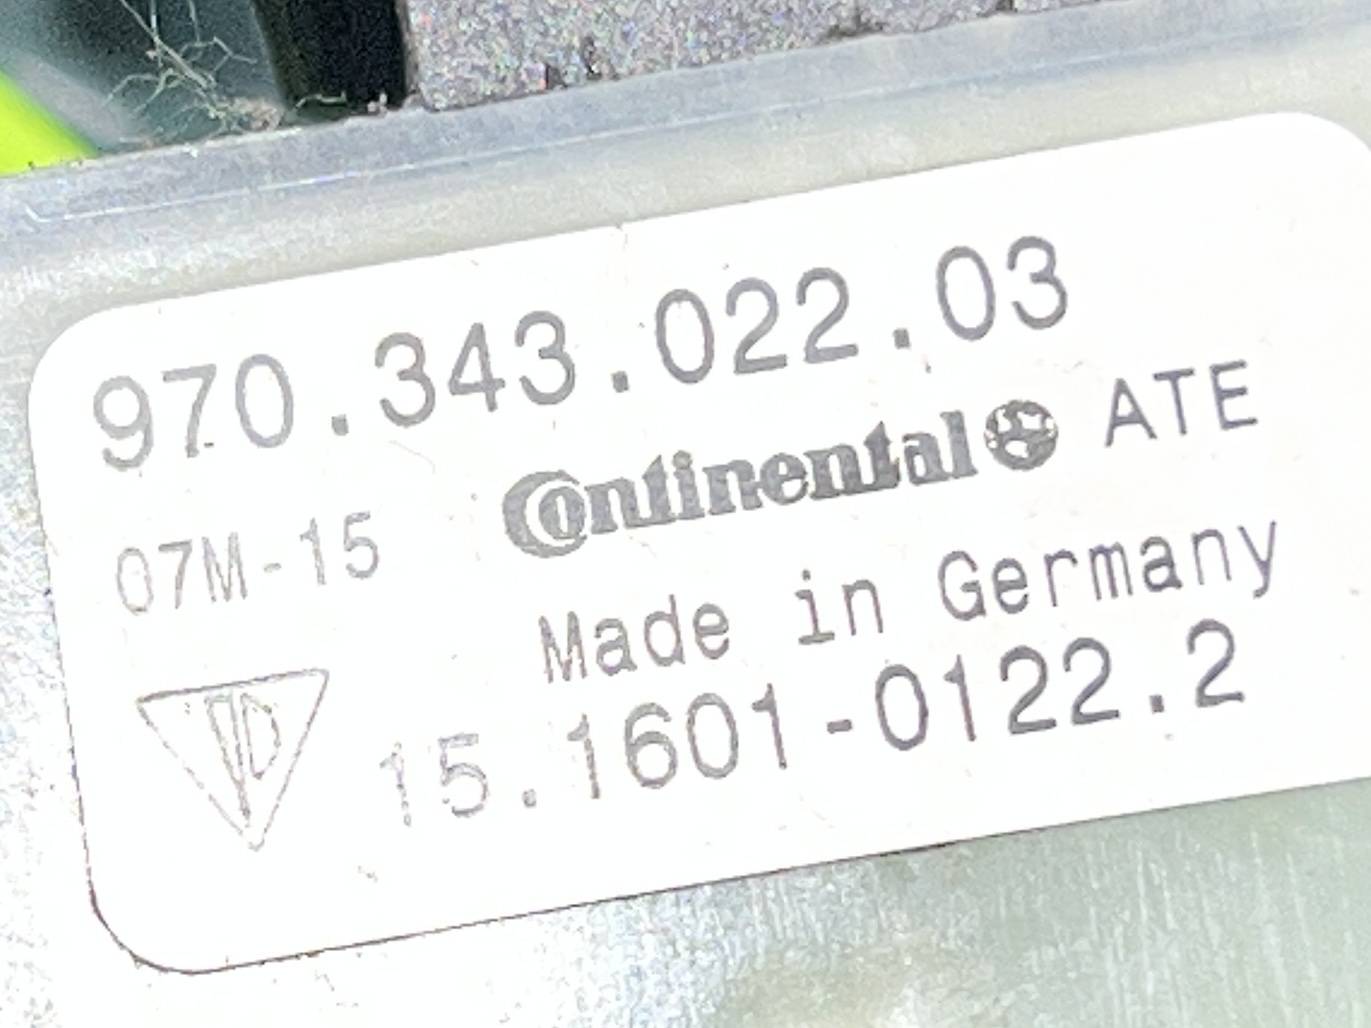 970.343.022.03
Continental ATE
07M-15
Made in Germany
15.1601-0122.2